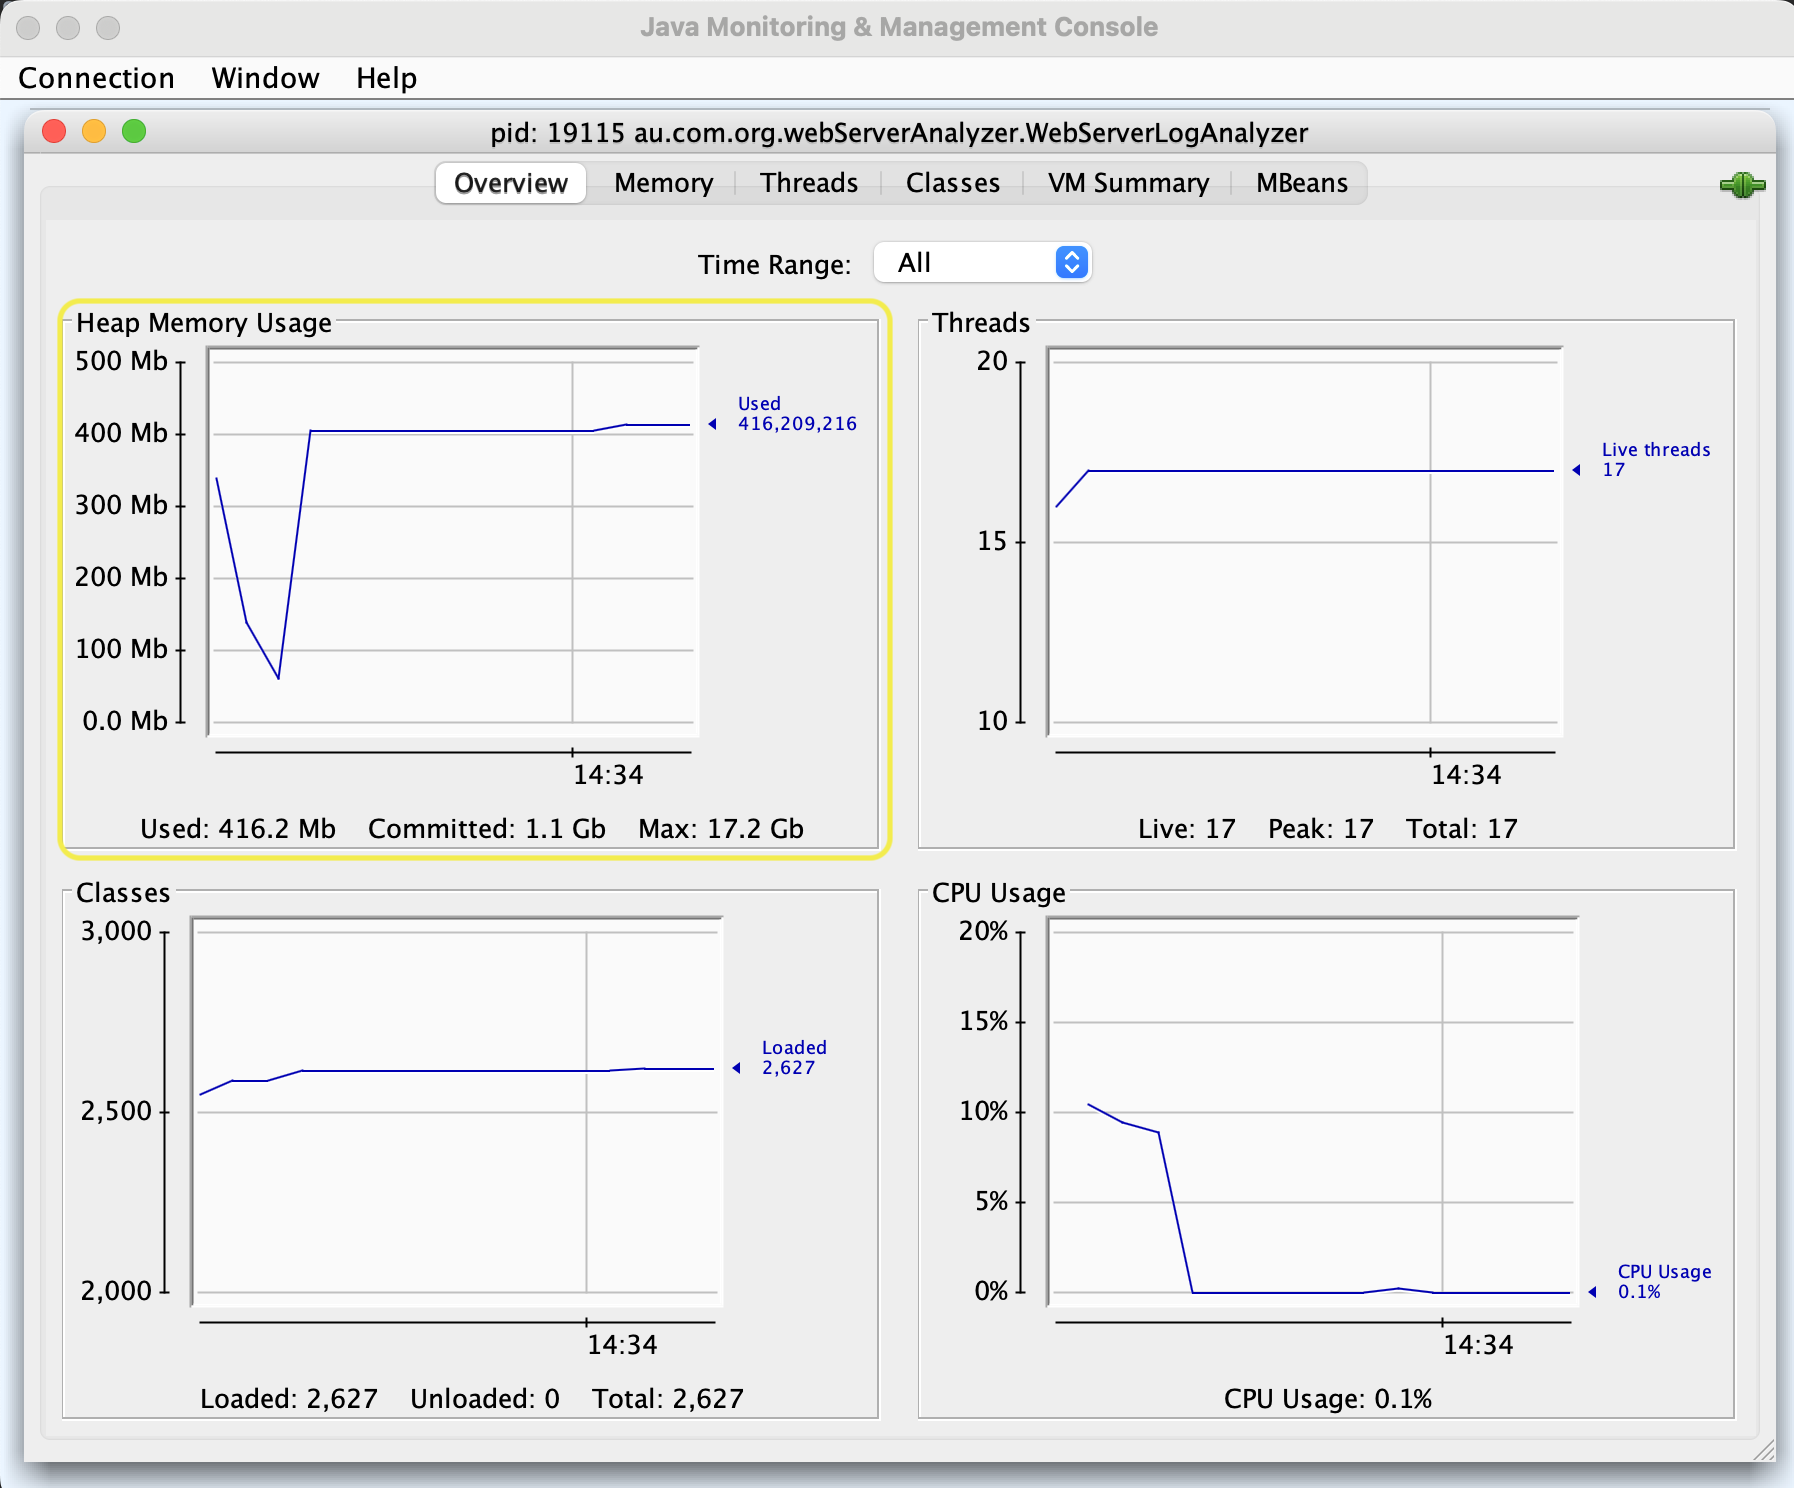 Java Monitoring & Management Console
Connection Window Help
pid: 19115 au.com.org.webServerAnalyzer.WebServerLogAnalyzer
Overview Memory Threads Classes VM Summary MBeans
Time Range: All
Heap Memory Usage
500 Mb
400 Mb
300 Mb
200 Mb
100 Mb
0.0 Mb
Used
416,209,216
14:34
Used: 416.2 Mb Committed: 1.1 Gb Max: 17.2 Gb
Threads
20
15
10
Live threads
17
14:34
Live: 17 Peak: 17 Total: 17
Classes
3,000
2,500
2,000
Loaded
2,627
14:34
Loaded: 2,627 Unloaded: 0 Total: 2,627
CPU Usage
20%
15%
10%
5%
0%
CPU Usage
0.1%
14:34
CPU Usage: 0.1%